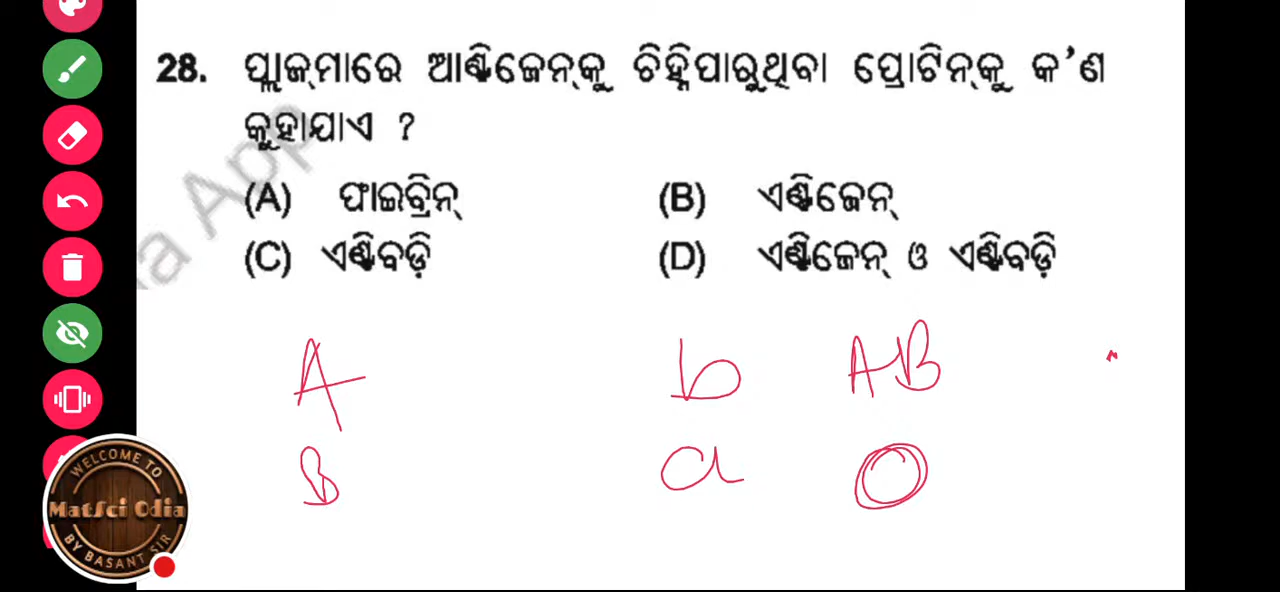 28. ପ୍ଲାଜ୍‌ମାରେ ଆଣ୍ଟିଜେନ୍‌କୁ ଚିହ୍ନିପାରୁଥିବା ପ୍ରୋଟିନ୍‌କୁ କ'ଣ
କୁହାଯାଏ ?
(A) ଫାଇବ୍ରିନ୍ (B) ଏଣ୍ଟିଜେନ୍
(C) ଏଣ୍ଟିବଡ଼ି (D) ଏଣ୍ଟିଜେନ୍ ଓ ଏଣ୍ଟିବଡ଼ି
A b AB
B a O
WELCOME TO
MatSci Odia
BY BASANT SIR